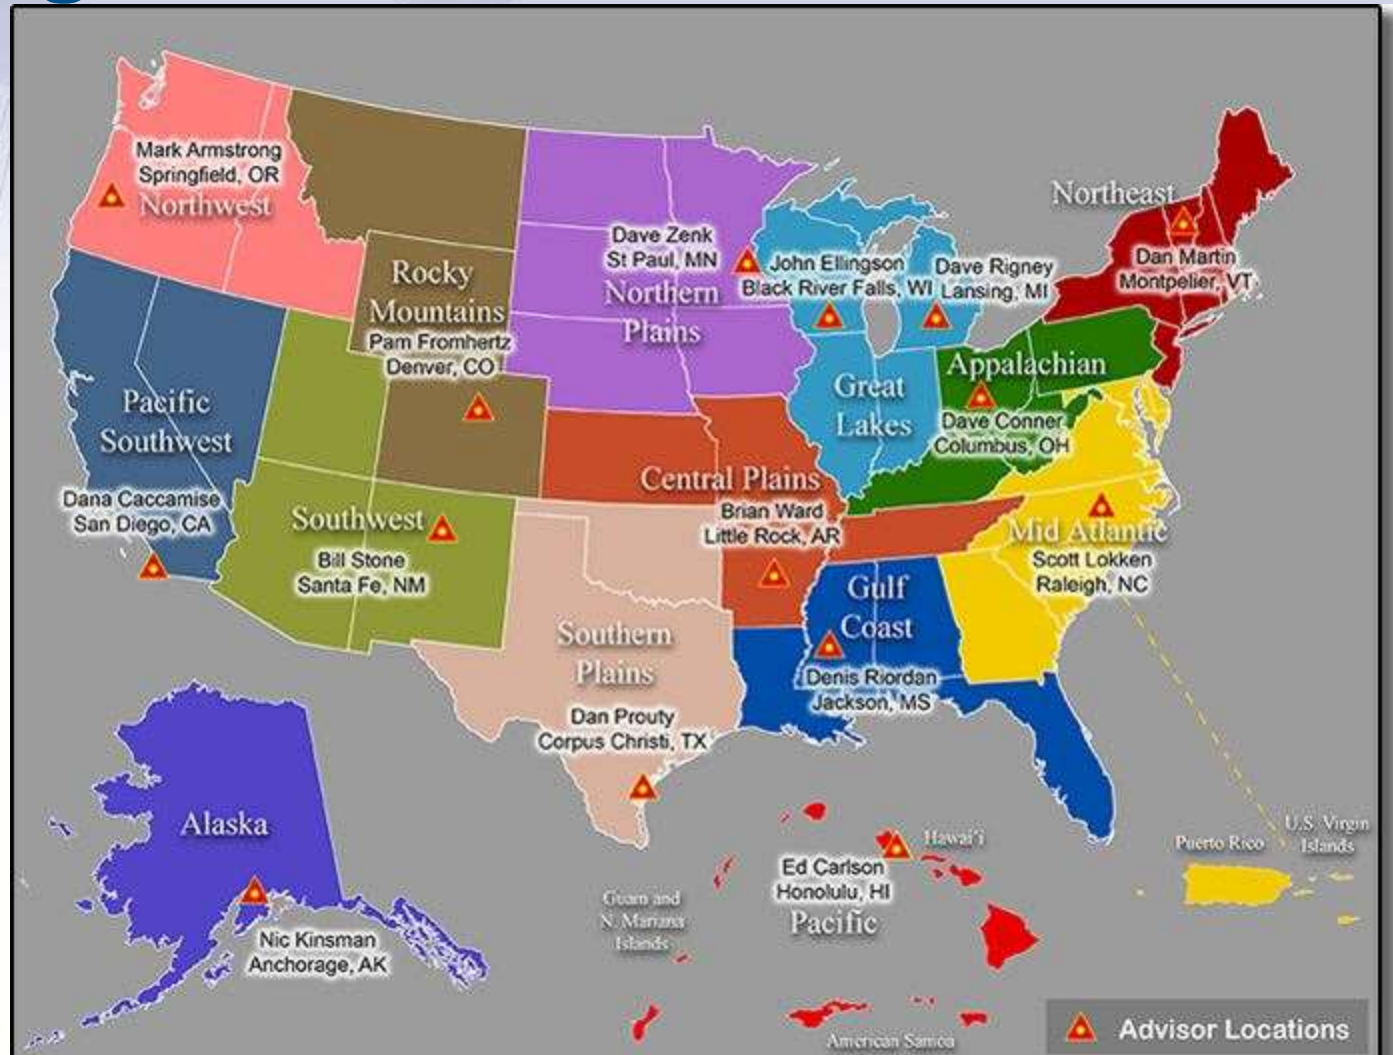 Mark Armstrong
Springfield, OR
Northwest
Rocky
Mountains
Pam Fromhertz
Denver, CO
Dave Zenk
St Paul, MN
Northern
Plains
John Ellingson
Black River Falls, WI
Dave Rigney
Lansing, MI
Northeast
Dan Martin
Montpelier, VT
Great
Lakes
Appalachian
Dave Conner
Columbus, OH
Pacific
Southwest
Dana Caccamise
San Diego, CA
Southwest
Bill Stone
Santa Fe, NM
Central Plains
Brian Ward
Little Rock, AR
Mid Atlantic
Scott Lokken
Raleigh, NC
Gulf
Coast
Denis Riordan
Jackson, MS
Southern
Plains
Dan Prouty
Corpus Christi, TX
Alaska
Nic Kinsman
Anchorage, AK
Hawai'i
Ed Carlson
Honolulu, HI
Pacific
Guam and
N. Mariana
Islands
American Samoa
Puerto Rico
U.S. Virgin
Islands
Advisor Locations